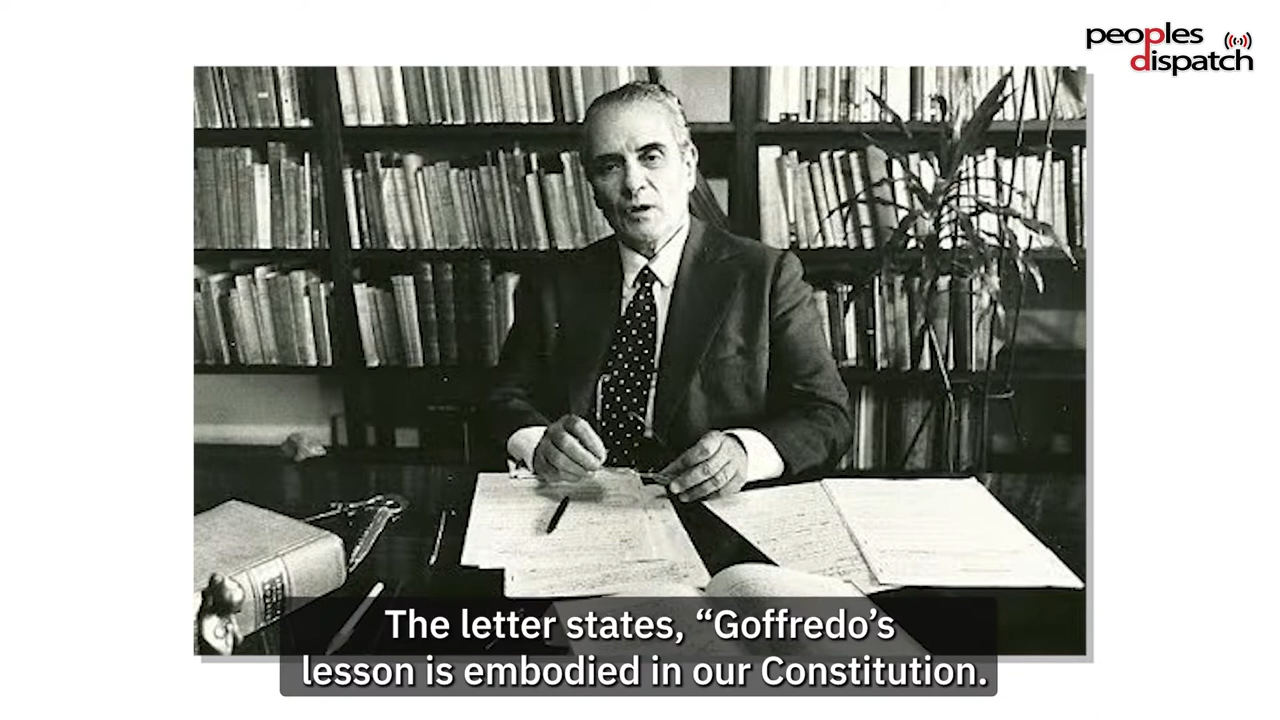 peoples
dispatch
The letter states, “Goffredo’s
lesson is embodied in our Constitution.